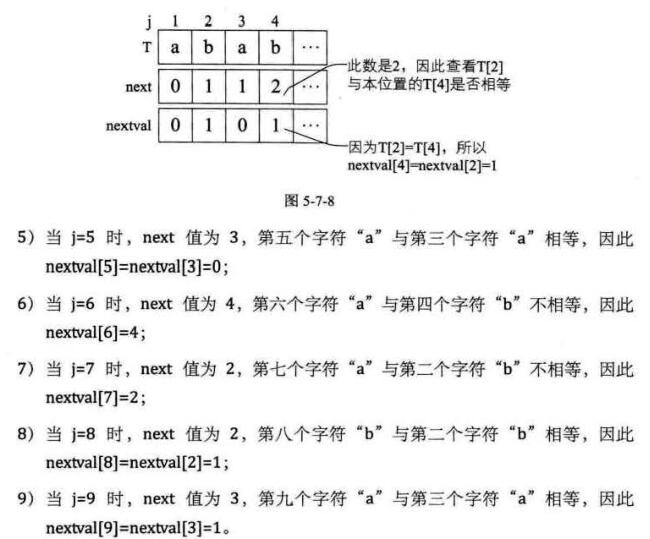 j 1 2 3 4
T a b a b ···
此数是2，因此查看T[2]
与本位置的T[4]是否相等
next 0 1 1 2 ···
nextval 0 1 0 1 ···
因为T[2]=T[4]，所以
nextval[4]=nextval[2]=1
图 5-7-8
5）当 j=5 时，next 值为 3，第五个字符“a”与第三个字符“a”相等，因此
nextval[5]=nextval[3]=0；
6）当 j=6 时，next 值为 4，第六个字符“a”与第四个字符“b”不相等，因此
nextval[6]=4；
7）当 j=7 时，next 值为 2，第七个字符“a”与第二个字符“b”不相等，因此
nextval[7]=2；
8）当 j=8 时，next 值为 2，第八个字符“b”与第二个字符“b”相等，因此
nextval[8]=nextval[2]=1；
9）当 j=9 时，next 值为 3，第九个字符“a”与第三个字符“a”相等，因此
nextval[9]=nextval[3]=1。